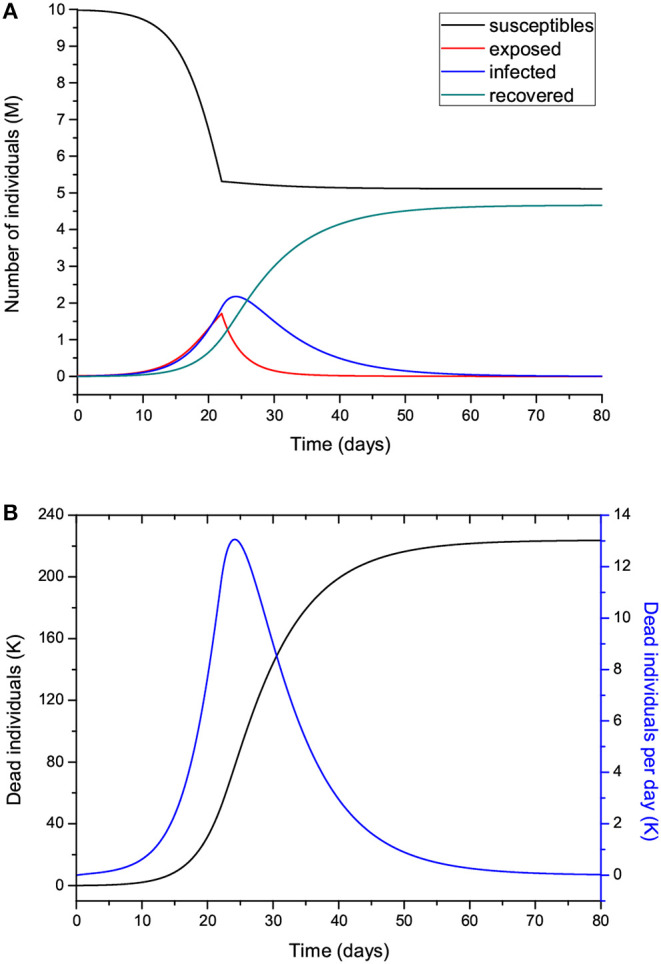 A
Number of individuals (M)
10
9
8
7
6
5
4
3
2
1
0
susceptibles
exposed
infected
recovered
0 10 20 30 40 50 60 70 80
Time (days)
B
Dead individuals (K)
240
200
160
120
80
40
0
14
12
10
8
6
4
2
0
Dead individuals per day (K)
0 10 20 30 40 50 60 70 80
Time (days)